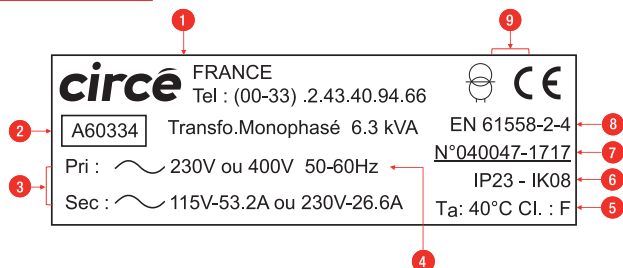 1
9
circé
FRANCE
Tel : (00-33) .2.43.40.94.66
CE
2
A60334
Transfo.Monophasé 6.3 kVA
EN 61558-2-4
8
N°040047-1717
7
3
Pri : 230V ou 400V 50-60Hz
IP23 - IK08
6
Sec : 115V-53.2A ou 230V-26.6A
Ta: 40°C Cl. : F
5
4